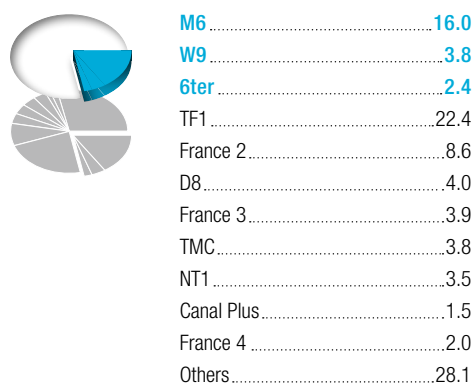 M6 16.0
W9 3.8
6ter 2.4
TF1 22.4
France 2 8.6
D8 4.0
France 3 3.9
TMC 3.8
NT1 3.5
Canal Plus 1.5
France 4 2.0
Others 28.1